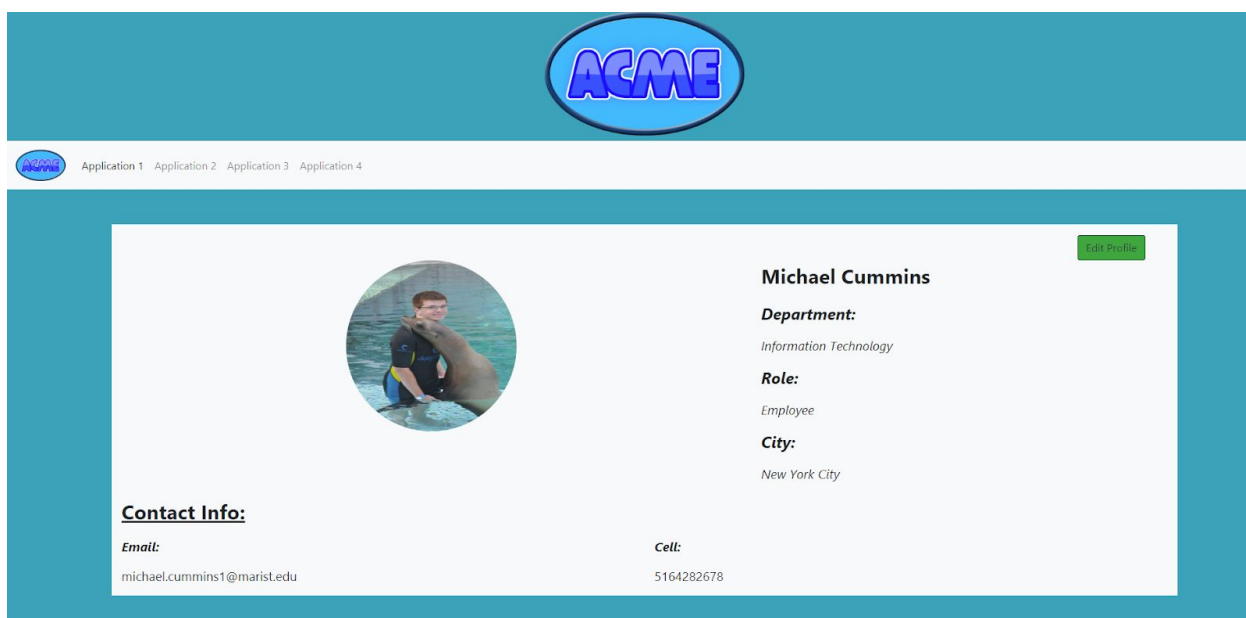 ACME
ACME Application 1 Application 2 Application 3 Application 4
Edit Profile
Michael Cummins
Department:
Information Technology
Role:
Employee
City:
New York City
Contact Info:
Email: Cell:
michael.cummins1@marist.edu 5164282678